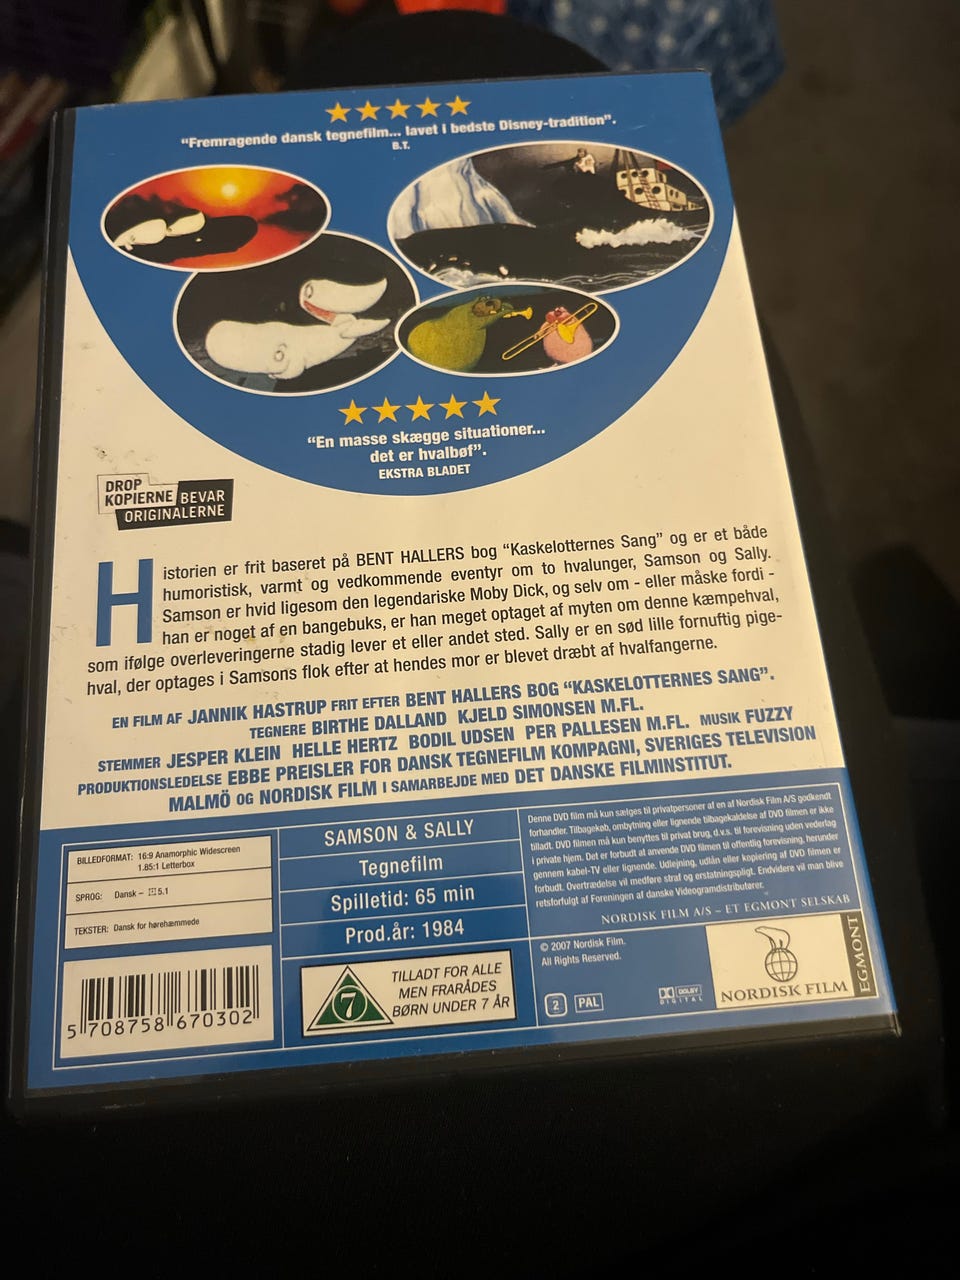 “Fremragende dansk tegnefilm... lavet i bedste Disney-tradition”.
B.T.
“En masse skægge situationer...
det er hvalbøf”.
EKSTRA BLADET
DROP
KOPIERNE BEVAR
ORIGINALERNE
Historien er frit baseret på BENT HALLERS bog “Kaskelotternes Sang” og er et både
humoristisk, varmt og vedkommende eventyr om to hvalunger, Samson og Sally.
Samson er hvid ligesom den legendariske Moby Dick, og selv om - eller måske fordi -
han er noget af en bangebuks, er han meget optaget af myten om denne kæmpehval,
som ifølge overleveringerne stadig lever et eller andet sted. Sally er en sød lille fornuftig pige-
hval, der optages i Samsons flok efter at hendes mor er blevet dræbt af hvalfangerne.
EN FILM AF JANNIK HASTRUP FRIT EFTER BENT HALLERS BOG “KASKELOTTERNES SANG”.
TEGNERE BIRTHE DALLAND KJELD SIMONSEN M.FL.
STEMMER JESPER KLEIN HELLE HERTZ BODIL UDSEN PER PALLESEN M.FL. MUSIK FUZZY
PRODUKTIONSLEDELSE EBBE PREISLER FOR DANSK TEGNEFILM KOMPAGNI, SVERIGES TELEVISION
MALMÖ OG NORDISK FILM I SAMARBEJDE MED DET DANSKE FILMINSTITUT.
BILLEDFORMAT: 16:9 Anamorphic Widescreen
1.85:1 Letterbox
SPROG: Dansk – 5.1
TEKSTER: Dansk for hørehæmmede
5 708758 670302
SAMSON & SALLY
Tegnefilm
Spilletid: 65 min
Prod.år: 1984
7
TILLADT FOR ALLE
MEN FRARÅDES
BØRN UNDER 7 ÅR
Denne DVD film må kun sælges til privatpersoner af en af Nordisk Film A/S godkendt
forhandler. Tilbagekøb, ombytning eller lignende tilbagekaldelse af DVD filmen er ikke
tilladt. DVD filmen må kun benyttes til privat brug, d.v.s. til forevisning uden vederlag
i private hjem. Det er forbudt at anvende DVD filmen til offentlig forevisning, herunder
gennem kabel-TV eller lignende. Udlejning, udlån eller kopiering af DVD filmen er
forbudt. Overtrædelse vil medføre straf og erstatningspligt. Endvidere vil man blive
retsforfulgt af Foreningen af danske Videogramdistributører.
NORDISK FILM A/S – ET EGMONT SELSKAB
© 2007 Nordisk Film.
All Rights Reserved.
2 PAL
DOLBY
DIGITAL
NORDISK FILM
EGMONT